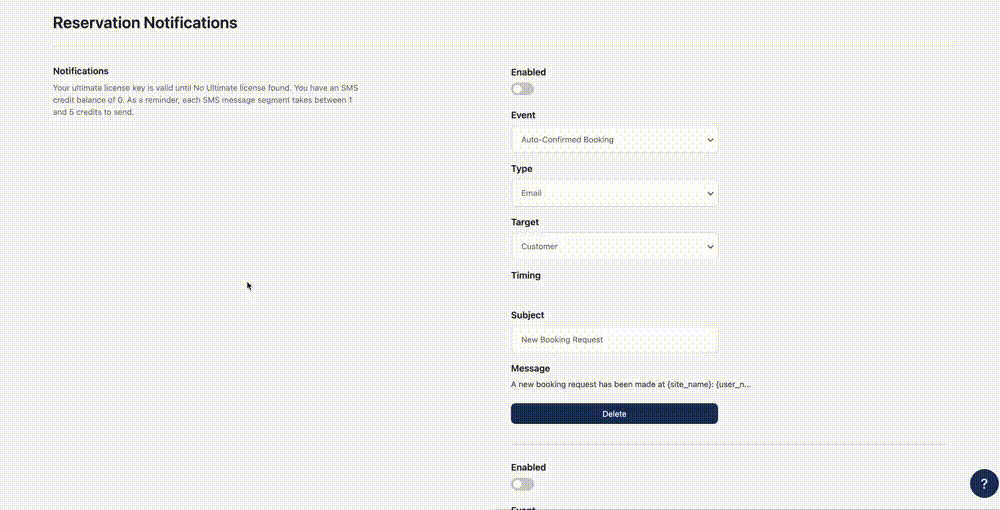 Reservation Notifications
Notifications
Your ultimate license key is valid until No Ultimate license found. You have an SMS
credit balance of 0. As a reminder, each SMS message segment takes between 1
and 5 credits to send.
Enabled
Event
Auto-Confirmed Booking
Type
Email
Target
Customer
Timing
Subject
New Booking Request
Message
A new booking request has been made at {site_name}: {user_n...
Delete
Enabled
Event
?